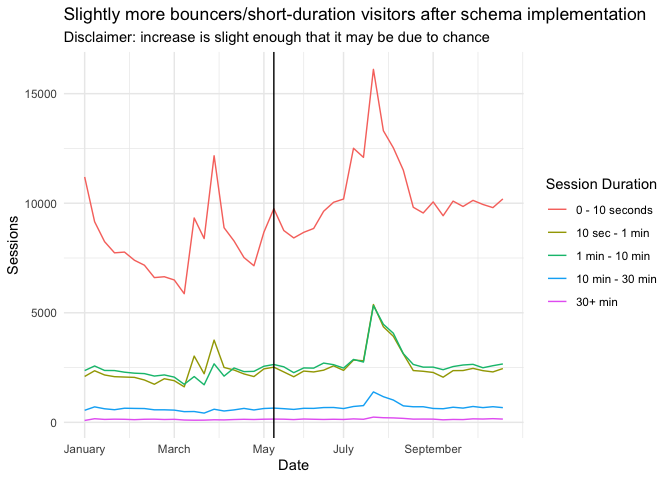 Slightly more bouncers/short-duration visitors after schema implementation
Disclaimer: increase is slight enough that it may be due to chance
15000
10000
5000
0
Sessions
January
March
May
July
September
Date
Session Duration
0 - 10 seconds
10 sec - 1 min
1 min - 10 min
10 min - 30 min
30+ min